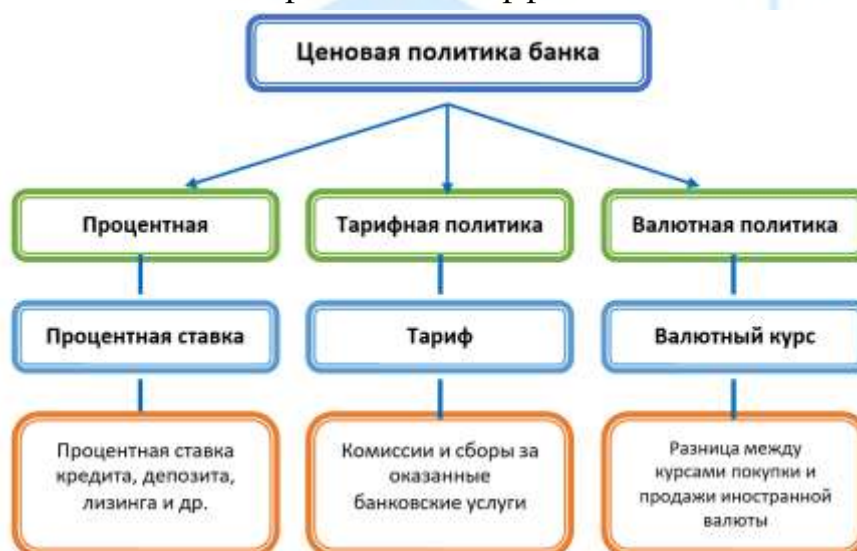 Ценовая политика банка
Процентная
Тарифная политика
Валютная политика
Процентная ставка
Тариф
Валютный курс
Процентная ставка
кредита, депозита,
лизинга и др.
Комиссии и сборы за
оказанные
банковские услуги
Разница между
курсами покупки и
продажи иностранной
валюты